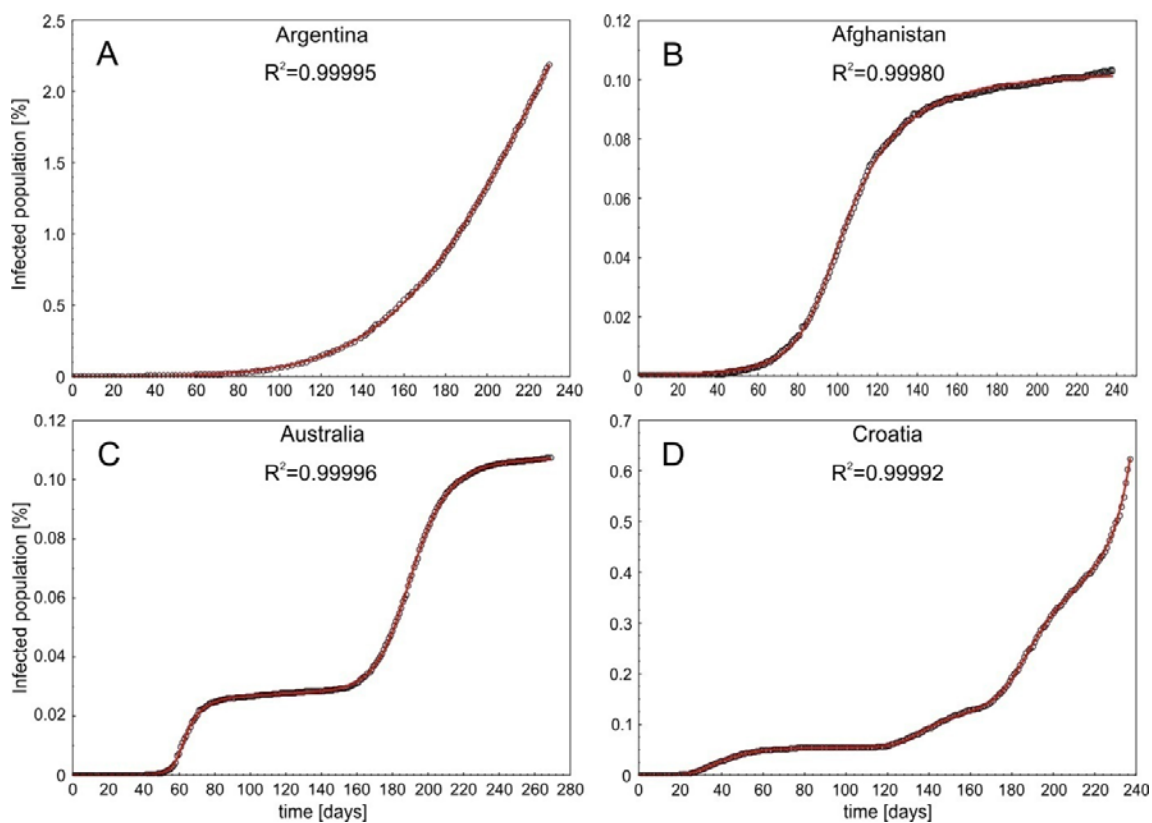 A
Argentina
R²=0.99995
Infected population [%]
2.5
2.0
1.5
1.0
0.5
0
0 20 40 60 80 100 120 140 160 180 200 220 240
B
Afghanistan
R²=0.99980
0.12
0.10
0.08
0.06
0.04
0.02
0
0 20 40 60 80 100 120 140 160 180 200 220 240
C
Australia
R²=0.99996
Infected population [%]
0.12
0.10
0.08
0.06
0.04
0.02
0
0 20 40 60 80 100 120 140 160 180 200 220 240 260 280
time [days]
D
Croatia
R²=0.99992
0.7
0.6
0.5
0.4
0.3
0.2
0.1
0
0 20 40 60 80 100 120 140 160 180 200 220 240
time [days]